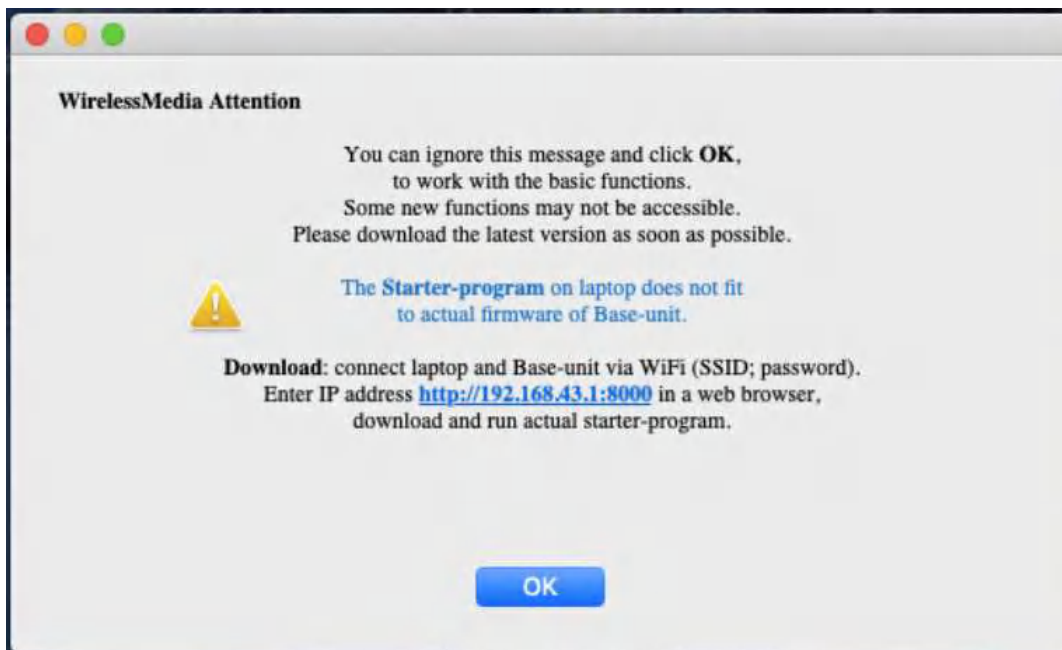 WirelessMedia Attention
You can ignore this message and click OK,
to work with the basic functions.
Some new functions may not be accessible.
Please download the latest version as soon as possible.
The Starter-program on laptop does not fit
to actual firmware of Base-unit.
Download: connect laptop and Base-unit via WiFi (SSID; password).
Enter IP address http://192.168.43.1:8000 in a web browser,
download and run actual starter-program.
OK